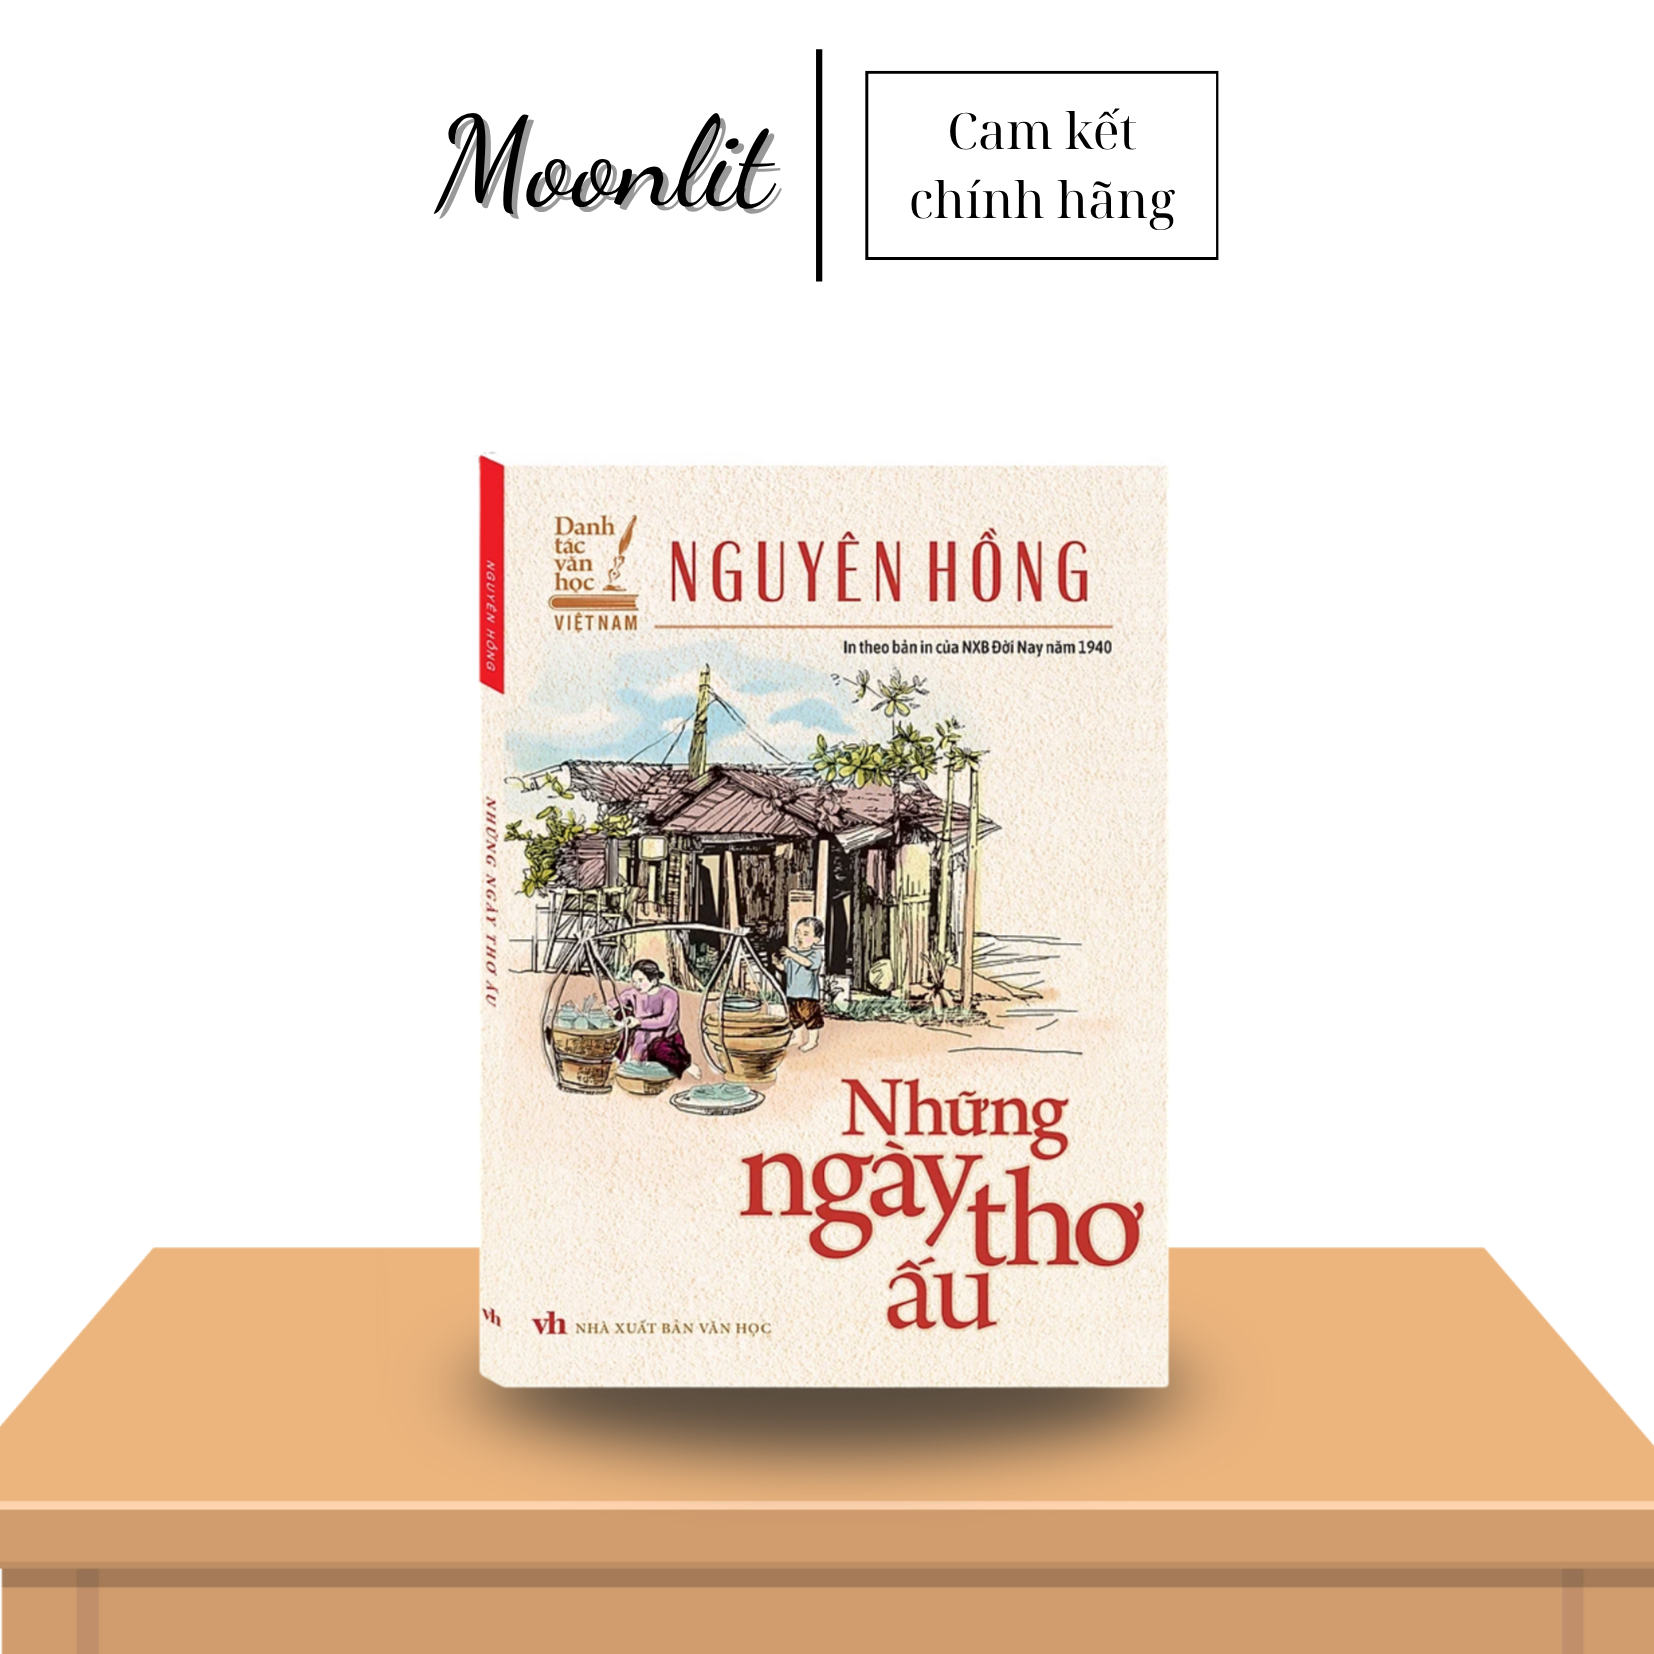 Moonlit
Cam kết
chính hãng
Danh
tác
văn
học
VIỆT NAM
NGUYÊN HỒNG
In theo bản in của NXB Đời Nay năm 1940
NGUYÊN HỒNG
NHỮNG NGÀY THƠ ẤU
Những
ngày thơ
ấu
vh
vh NHÀ XUẤT BẢN VĂN HỌC